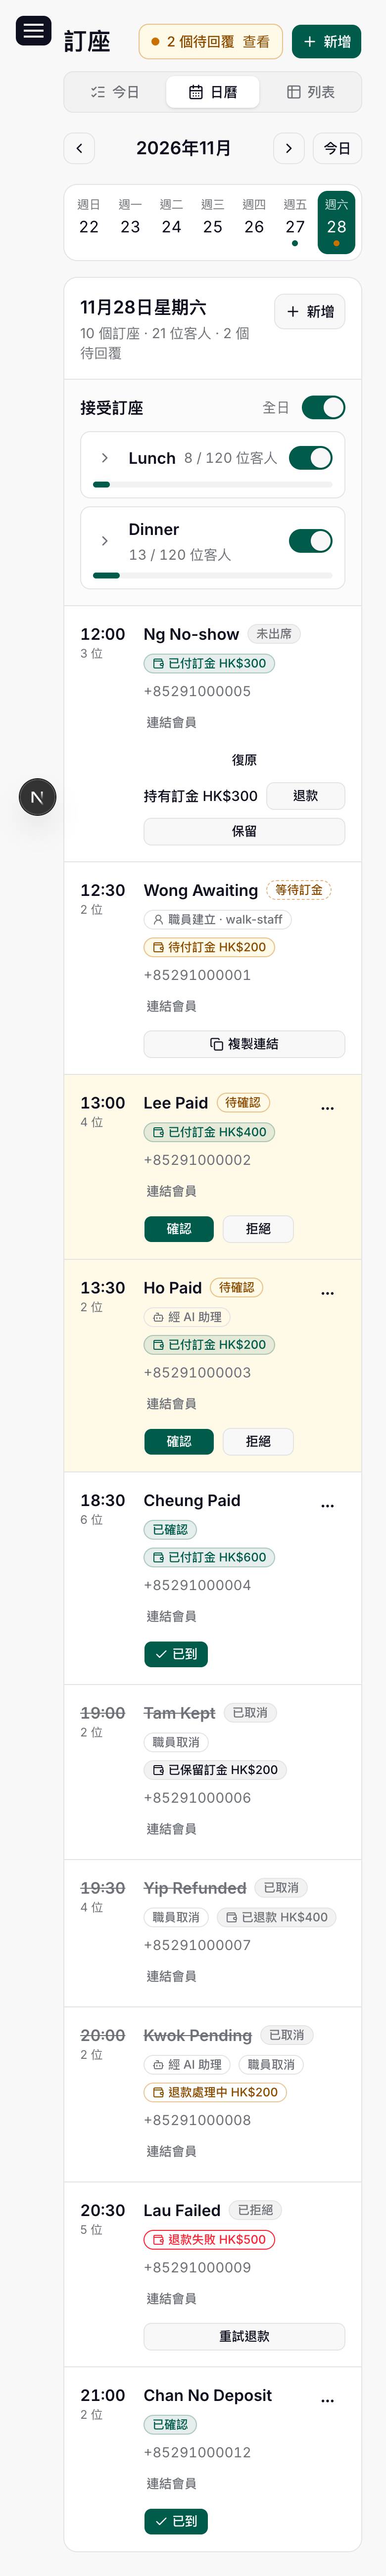 訂座
2 個待回覆 查看
新增
今日
日曆
列表
2026年11月
今日
週日 週一 週二 週三 週四 週五 週六
22 23 24 25 26 27 28
11月28日星期六
新增
10 個訂座 · 21 位客人 · 2 個
待回覆
接受訂座
全日
Lunch 8 / 120 位客人
Dinner
13 / 120 位客人
12:00 Ng No-show 未出席
3 位
已付訂金 HK$300
+85291000005
連結會員
復原
持有訂金 HK$300 退款
保留
N
12:30 Wong Awaiting 等待訂金
2 位
職員建立 · walk-staff
待付訂金 HK$200
+85291000001
連結會員
複製連結
13:00 Lee Paid 待確認 ...
4 位
已付訂金 HK$400
+85291000002
連結會員
確認 拒絕
13:30 Ho Paid 待確認 ...
2 位
經 AI 助理
已付訂金 HK$200
+85291000003
連結會員
確認 拒絕
18:30 Cheung Paid ...
6 位
已確認
已付訂金 HK$600
+85291000004
連結會員
已到
19:00 Tam Kept 已取消
2 位
職員取消
已保留訂金 HK$200
+85291000006
連結會員
19:30 Yip Refunded 已取消
4 位
職員取消 已退款 HK$400
+85291000007
連結會員
20:00 Kwok Pending 已取消
2 位
經 AI 助理 職員取消
退款處理中 HK$200
+85291000008
連結會員
20:30 Lau Failed 已拒絕
5 位
退款失敗 HK$500
+85291000009
連結會員
重試退款
21:00 Chan No Deposit ...
2 位
已確認
+85291000012
連結會員
已到